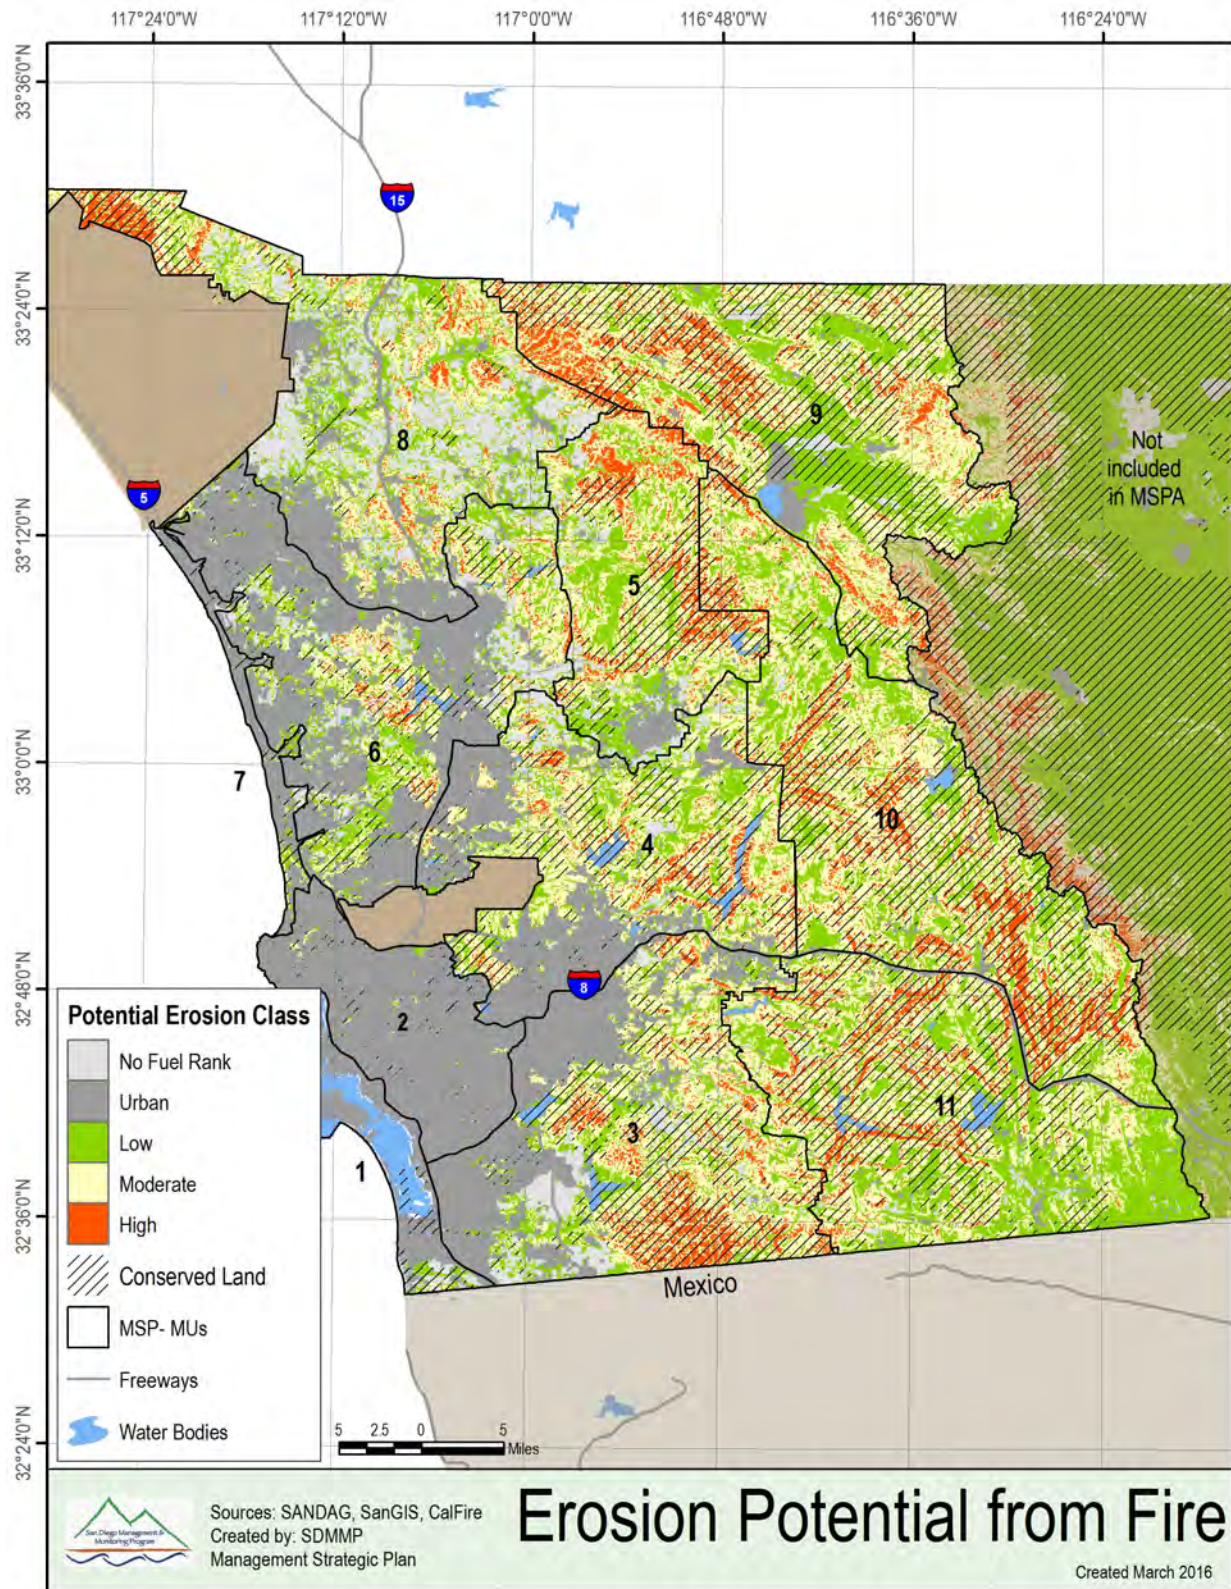 117°24'0"W
117°12'0"W
117°0'0"W
116°48'0"W
116°36'0"W
116°24'0"W
33°36'0"N
33°24'0"N
33°12'0"N
33°0'0"N
32°48'0"N
32°36'0"N
32°24'0"N
15
9
8
Not
included
in MSPA
5
5
6
7
10
4
8
2
11
3
1
Mexico
Potential Erosion Class
No Fuel Rank
Urban
Low
Moderate
High
Conserved Land
MSP- MUs
Freeways
Water Bodies
5 2.5 0 5
Miles
San Diego Management &
Monitoring Program
Sources: SANDAG, SanGIS, CalFire
Created by: SDMMP
Management Strategic Plan
Erosion Potential from Fire
Created March 2016